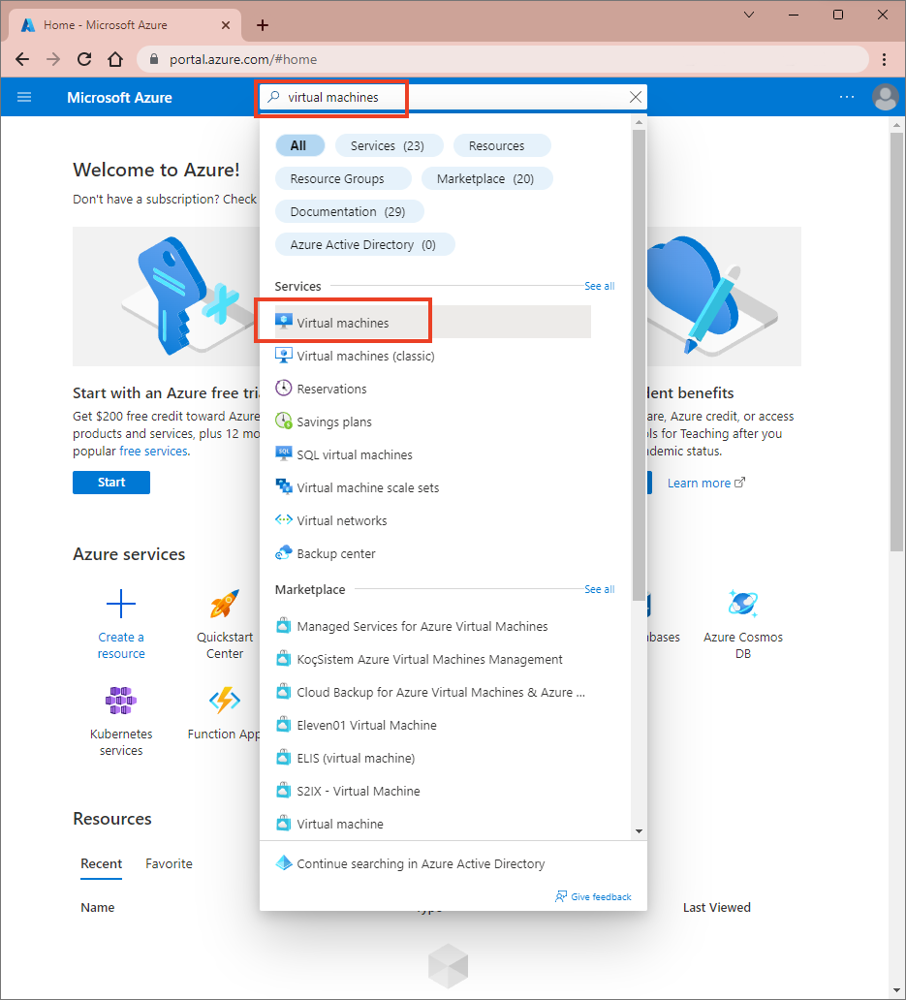 Home - Microsoft Azure
portal.azure.com/#home
Microsoft Azure
virtual machines
All
Services (23)
Resources
Resource Groups
Marketplace (20)
Documentation (29)
Azure Active Directory (0)
Services
See all
Virtual machines
Virtual machines (classic)
Reservations
Savings plans
SQL virtual machines
Virtual machine scale sets
Virtual networks
Backup center
Marketplace
See all
Managed Services for Azure Virtual Machines
KoçSistem Azure Virtual Machines Management
Cloud Backup for Azure Virtual Machines & Azure ...
Eleven01 Virtual Machine
ELIS (virtual machine)
S2IX - Virtual Machine
Virtual machine
Continue searching in Azure Active Directory
Give feedback
Welcome to Azure!
Don't have a subscription? Check
Start with an Azure free
Get $200 free credit toward Azure
products and services, plus 12
popular free services.
Start
benefits
Azure credit, or access
for Teaching after you
status.
Learn more
Azure services
Create a
resource
Quickstart
Center
Azure Cosmos
DB
Kubernetes
services
Function App
Resources
Recent
Favorite
Name
Type
Last Viewed